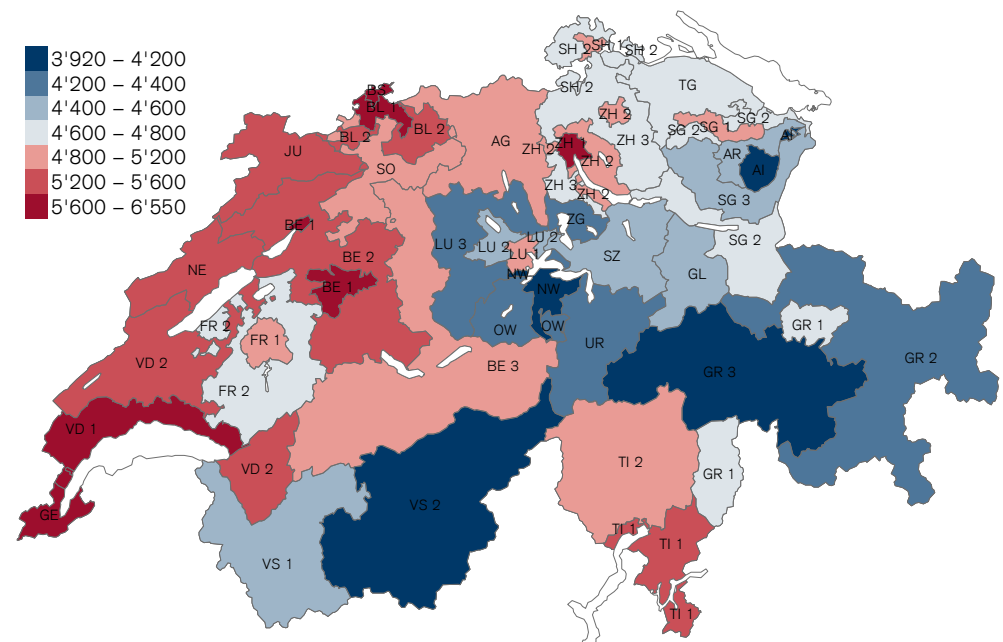 3'920 – 4'200
4'200 – 4'400
4'400 – 4'600
4'600 – 4'800
4'800 – 5'200
5'200 – 5'600
5'600 – 6'550
SH 2
SH 1
SH 2
SH 2
TG
BS
BL 1
BL 2
BL 2
JU
SO
AG
ZH 2
ZH 2
ZH 1
ZH 2
ZH 3
ZH 3
ZH 2
SG 2
SG 1
SG 2
AI
AR
AI
SG 3
SG 2
BE 1
BE 2
BE 1
NE
LU 3
LU 2
LU 2
LU 1
ZG
SZ
GL
NW
NW
OW
OW
UR
FR 2
FR 1
FR 2
VD 2
BE 3
GR 1
GR 2
GR 3
VD 1
VD 2
GE
VS 1
VS 2
TI 2
GR 1
TI 1
TI 1
TI 1